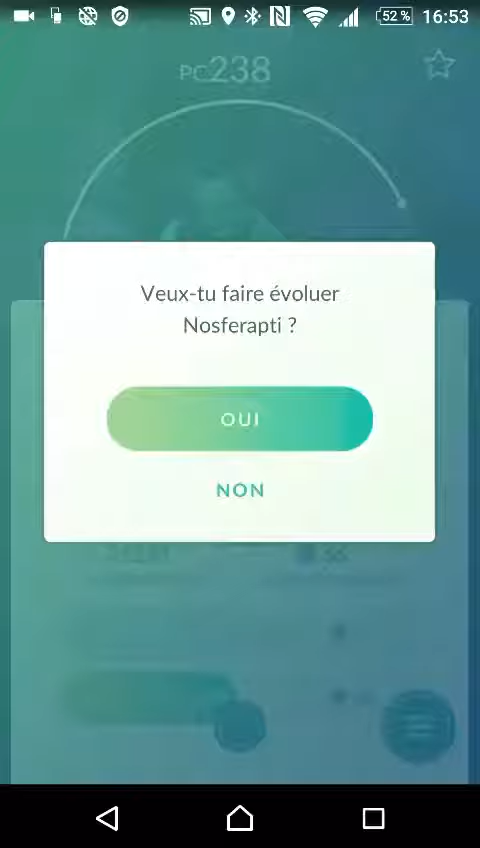 52 % 16:53
PC238
Veux-tu faire évoluer
Nosferapti ?
OUI
NON